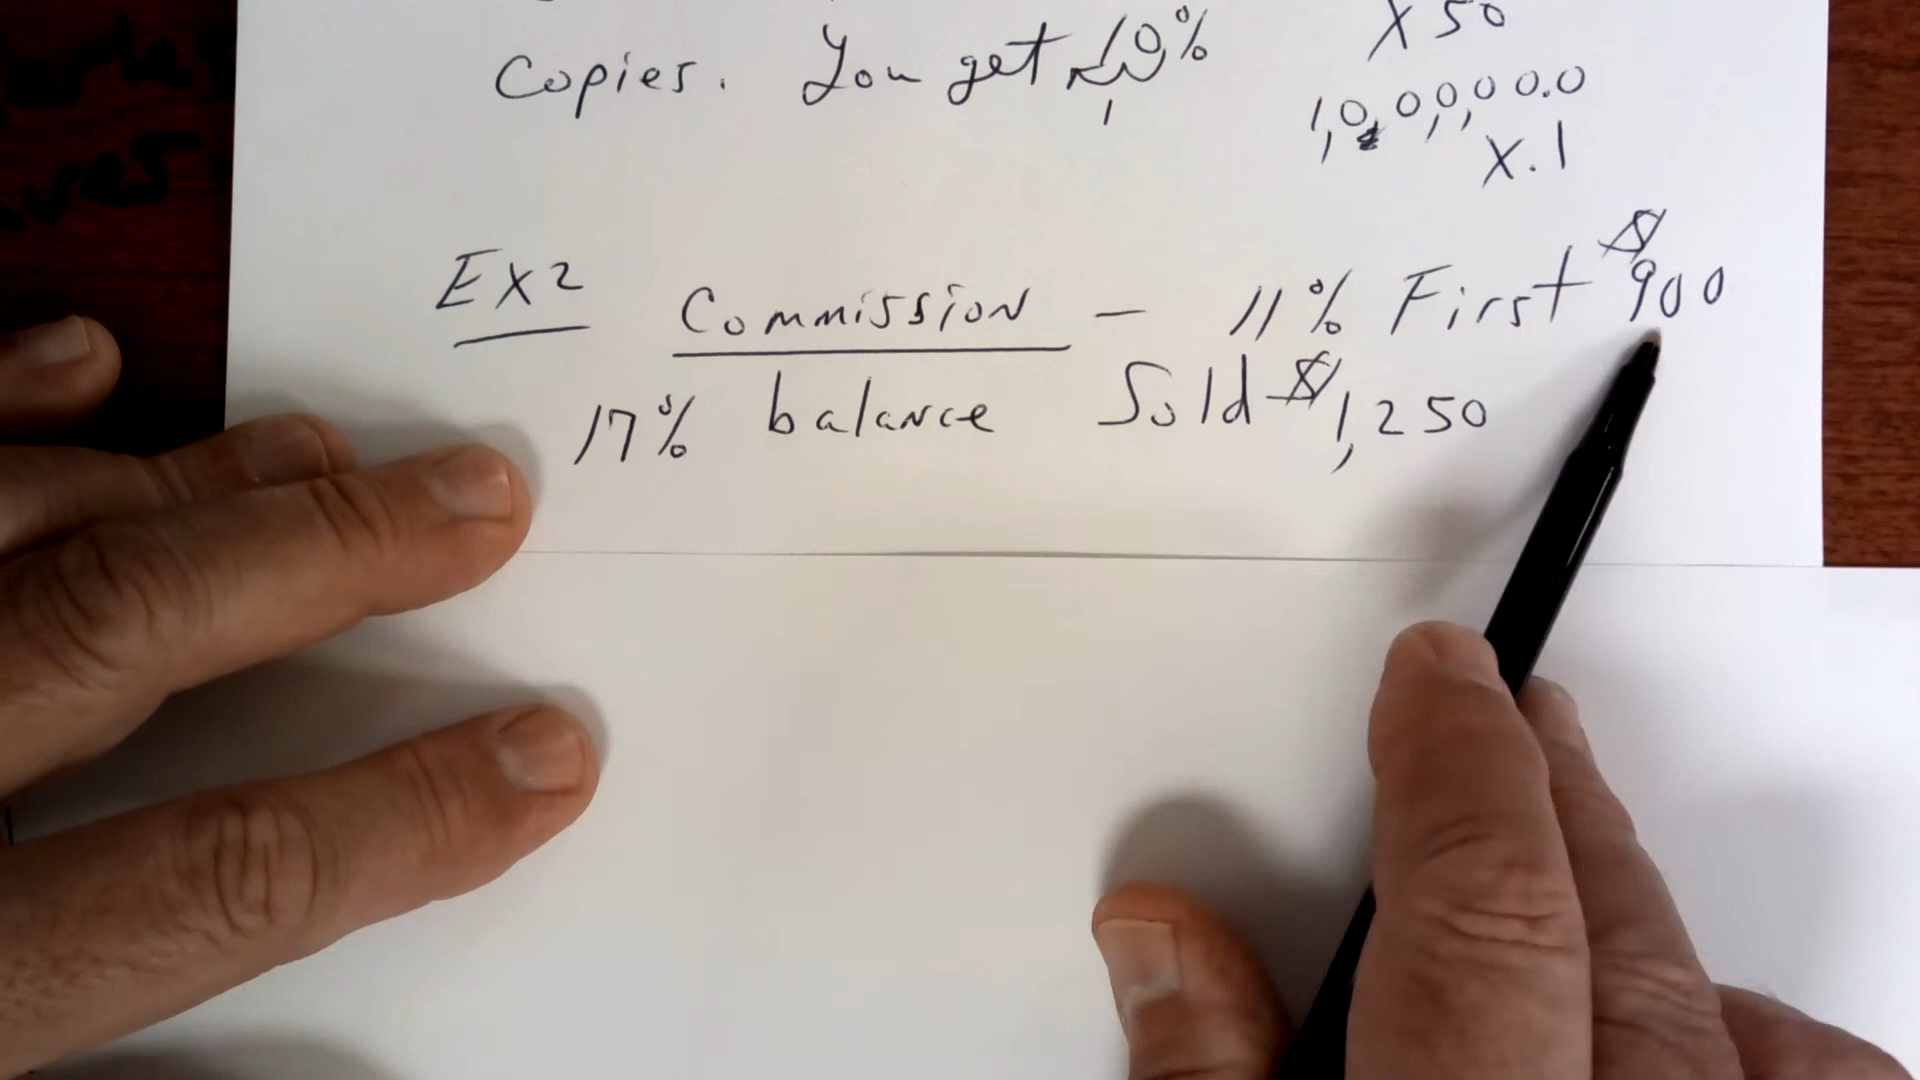 x 50
Copies. You get 10%
1,000,000.0
x.1
Ex2 Commission - 11% First $900
17% balance Sold $1,250